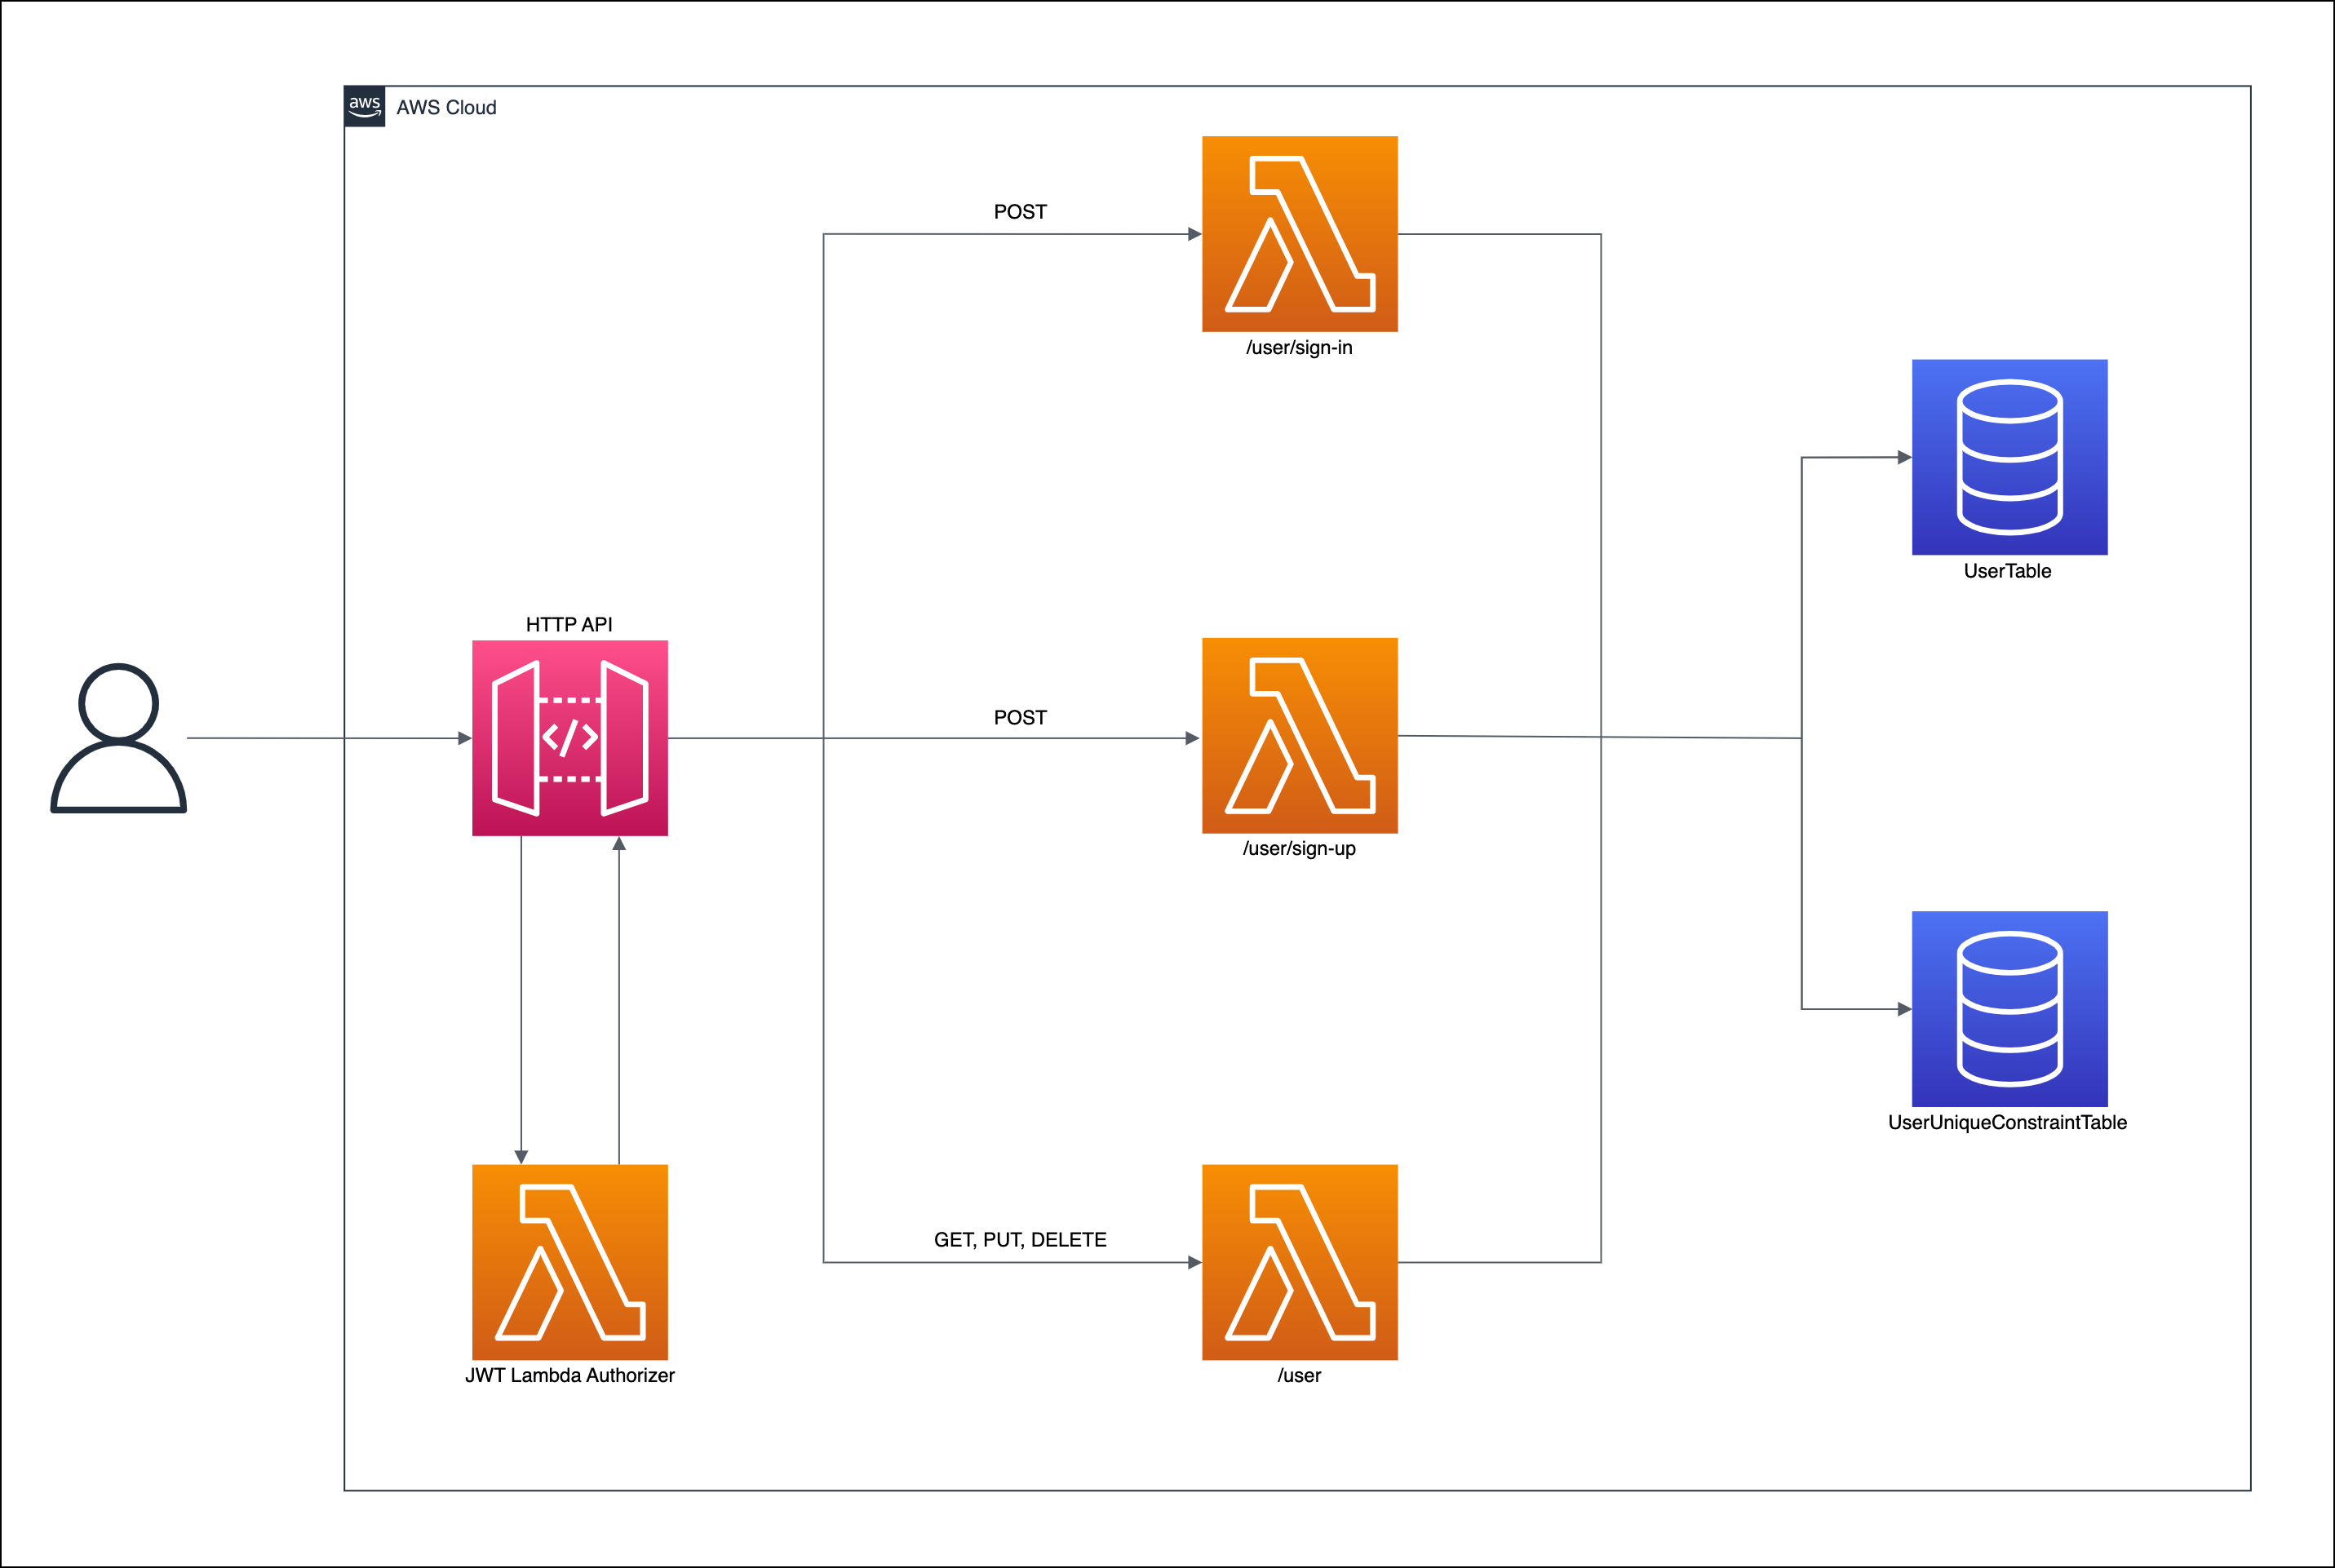 aws
AWS Cloud
POST
/user/sign-in
UserTable
HTTP API
</>
POST
/user/sign-up
UserUniqueConstraintTable
GET, PUT, DELETE
JWT Lambda Authorizer
/user